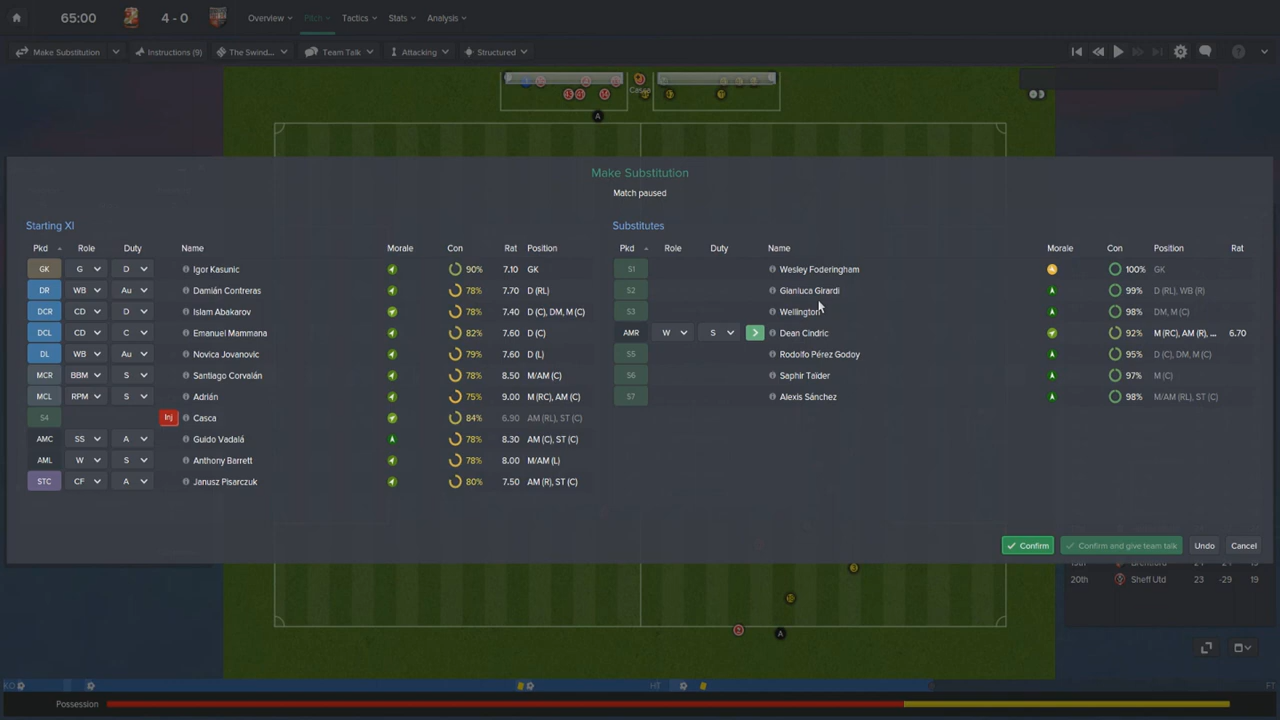 65:00 4 - 0 Overview Pitch Tactics Stats Analysis
Make Substitution Instructions (9) The Swind... Team Talk Attacking Structured
Casca
A
Make Substitution
Match paused
Starting XI Substitutes
Pkd Role Duty Name Morale Con Rat Position Pkd Role Duty Name Morale Con Position Rat
GK G D Igor Kasunic 90% 7.10 GK S1 Wesley Foderingham 100% GK
DR WB Au Damián Contreras 78% 7.70 D (RL) S2 Gianluca Girardi 99% D (RL), WB (R)
DCR CD D Islam Abakarov 78% 7.40 D (C), DM, M (C) S3 Wellington 98% DM, M (C)
DCL CD C Emanuel Mammana 82% 7.60 D (C) AMR W S Dean Cindric 92% M (RC), AM (R), ... 6.70
DL WB Au Novica Jovanovic 79% 7.60 D (L) S5 Rodolfo Pérez Godoy 95% D (C), DM, M (C)
MCR BBM S Santiago Corvalán 78% 8.50 M/AM (C) S6 Saphir Taïder 97% M (C)
MCL RPM S Adrián 75% 9.00 M (RC), AM (C) S7 Alexis Sánchez 98% M/AM (RL), ST (C)
S4 Inj Casca 84% 6.90 AM (RL), ST (C)
AMC SS A Guido Vadalá 78% 8.30 AM (C), ST (C)
AML W S Anthony Barrett 78% 8.00 M/AM (L)
STC CF A Janusz Pisarczuk 80% 7.50 AM (R), ST (C)
Confirm Confirm and give team talk Undo Cancel
20th Sheff Utd 23 -29 19
A
KO HT FT
Possession